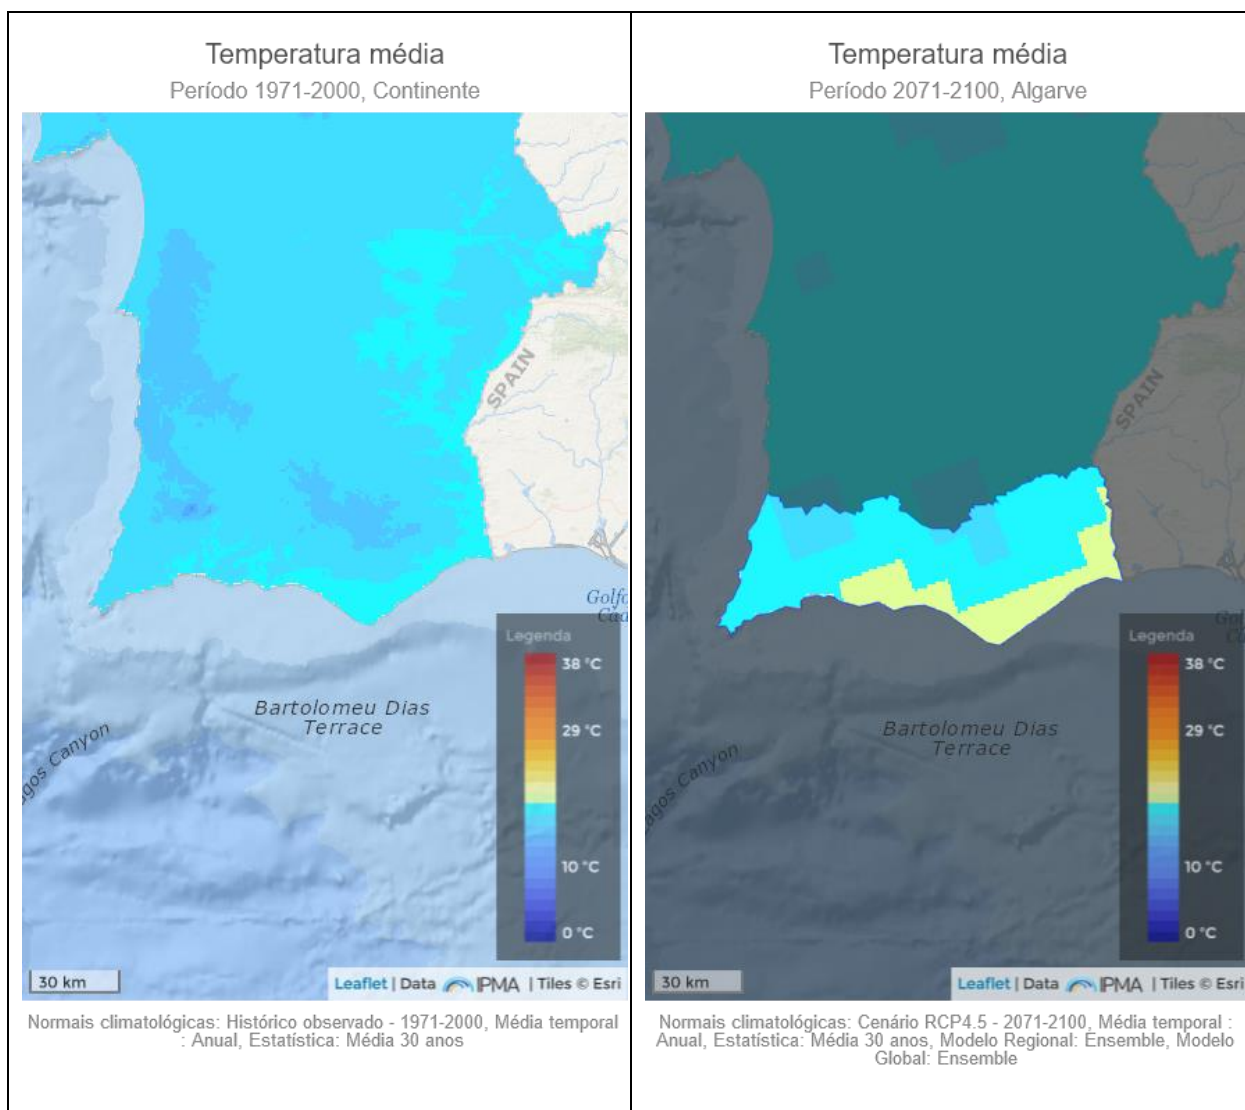 Temperatura média
Período 1971-2000, Continente
SPAIN
Golfo
Legenda
38 °C
29 °C
10 °C
0 °C
Bartolomeu Dias
Terrace
Canyon
30 km
Leaflet | Data IPMA | Tiles © Esri
Normais climatológicas: Histórico observado - 1971-2000, Média temporal
: Anual, Estatística: Média 30 anos
Temperatura média
Período 2071-2100, Algarve
SPAIN
Legenda
38 °C
29 °C
10 °C
0 °C
Bartolomeu Dias
Terrace
Canyon
30 km
Leaflet | Data IPMA | Tiles © Esri
Normais climatológicas: Cenário RCP4.5 - 2071-2100, Média temporal :
Anual, Estatística: Média 30 anos, Modelo Regional: Ensemble, Modelo
Global: Ensemble